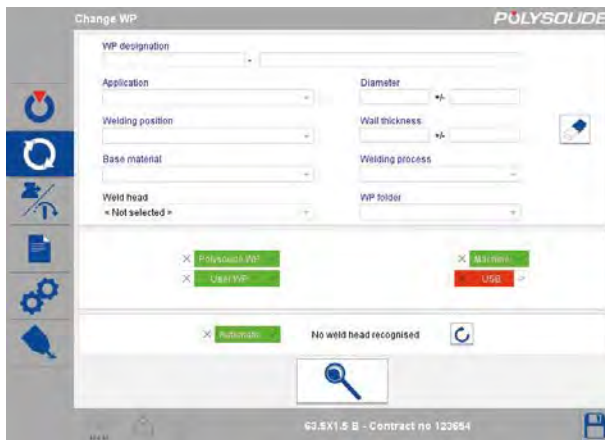 Change WP
POLYSOUDE
WP designation
-
Application
Diameter
+/-
Welding position
Wall thickness
+/-
Base material
Welding process
Weld head
WP folder
< Not selected >
Polysoude WP
Machine
User WP
USB
Automatic
No weld head recognised
63.5X1.5 B - Contract no 123654